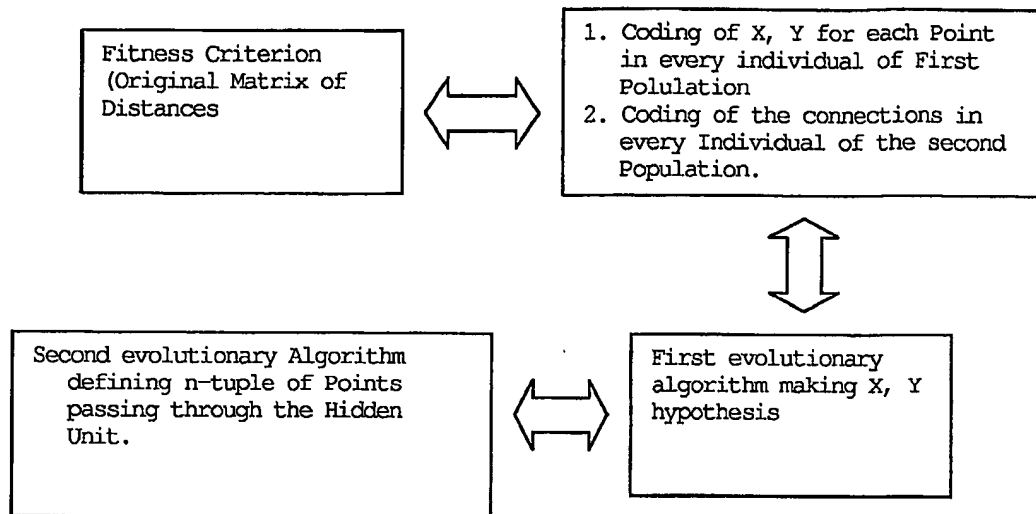 Fitness Criterion
(Original Matrix of
Distances
1. Coding of X, Y for each Point
in every individual of First
Polulation
2. Coding of the connections in
every Individual of the second
Population.
Second evolutionary Algorithm
defining n-tuple of Points
passing through the Hidden
Unit.
First evolutionary
algorithm making X, Y
hypothesis